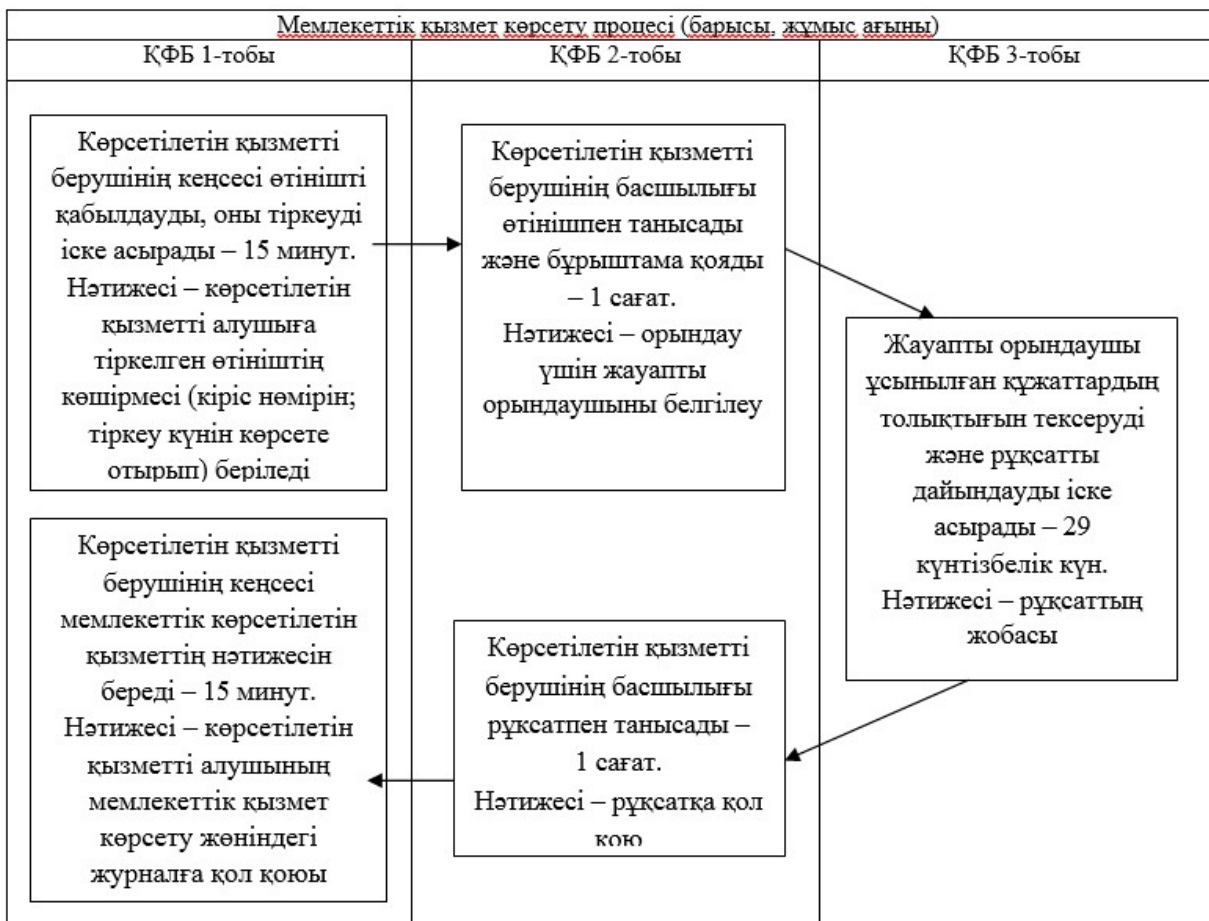 Мемлекеттік қызмет көрсету процесі (барысы, жұмыс ағыны)
ҚФБ 1-тобы
ҚФБ 2-тобы
ҚФБ 3-тобы
Көрсетілетін қызметті
берушінің кеңсесі өтінішті
қабылдауды, оны тіркеуді
іске асырады – 15 минут.
Нәтижесі – көрсетілетін
қызметті алушыға
тіркелген өтініштің
көшірмесі (кіріс нөмірін;
тіркеу күнін көрсете
отырып) беріледі
Көрсетілетін қызметті
берушінің басшылығы
өтінішпен танысады
және бұрыштама қояды
– 1 сағат.
Нәтижесі – орындау
үшін жауапты
орындаушыны белгілеу
Жауапты орындаушы
ұсынылған құжаттардың
толықтығын тексеруді
және рұқсатты
дайындауды іске
асырады – 29
күнтізбелік күн.
Нәтижесі – рұқсаттың
жобасы
Көрсетілетін қызметті
берушінің басшылығы
рұқсатпен танысады –
1 сағат.
Нәтижесі – рұқсатқа қол
қою
Көрсетілетін қызметті
берушінің кеңсесі
мемлекеттік көрсетілетін
қызметтің нәтижесін
береді – 15 минут.
Нәтижесі – көрсетілетін
қызметті алушының
мемлекеттік қызмет
көрсету жөніндегі
журналға қол қоюы